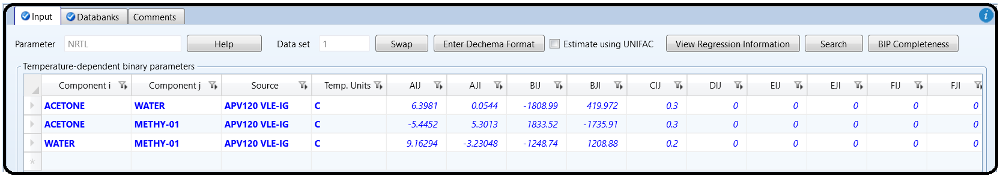 Input Databanks Comments
Parameter NRTL Help Data set 1 Swap Enter Dechema Format Estimate using UNIFAC View Regression Information Search BIP Completeness
Temperature-dependent binary parameters
Component i Component j Source Temp. Units AIJ AJI BIJ BJI CIJ DIJ EIJ EJI FIJ FJI
ACETONE WATER APV120 VLE-IG C 6.3981 0.0544 -1808.99 419.972 0.3 0 0 0 0 0
ACETONE METHY-01 APV120 VLE-IG C -5.4452 5.3013 1833.52 -1735.91 0.3 0 0 0 0 0
WATER METHY-01 APV120 VLE-IG C 9.16294 -3.23048 -1248.74 1208.88 0.2 0 0 0 0 0